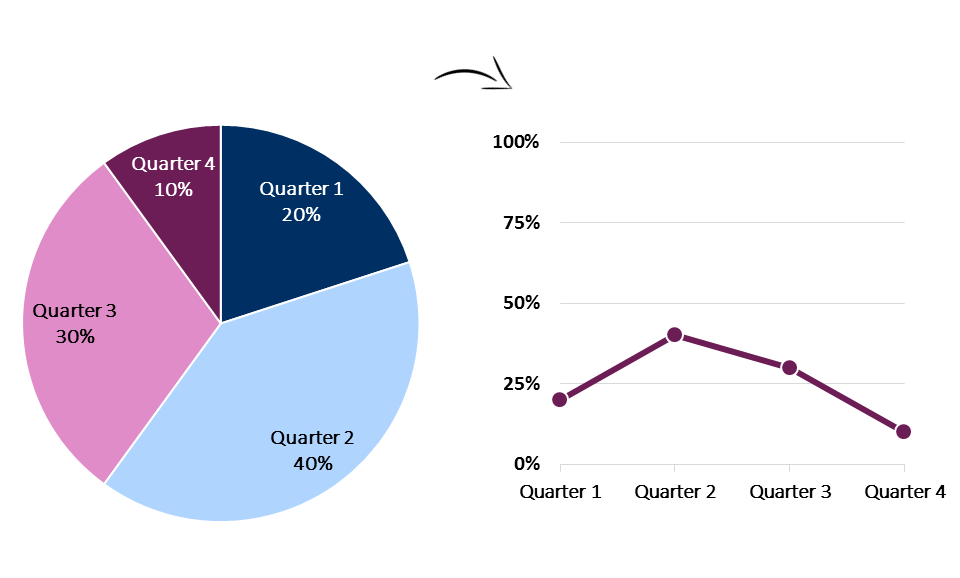 Quarter 4
10%
Quarter 1
20%
Quarter 3
30%
Quarter 2
40%
100%
75%
50%
25%
0%
Quarter 1
Quarter 2
Quarter 3
Quarter 4